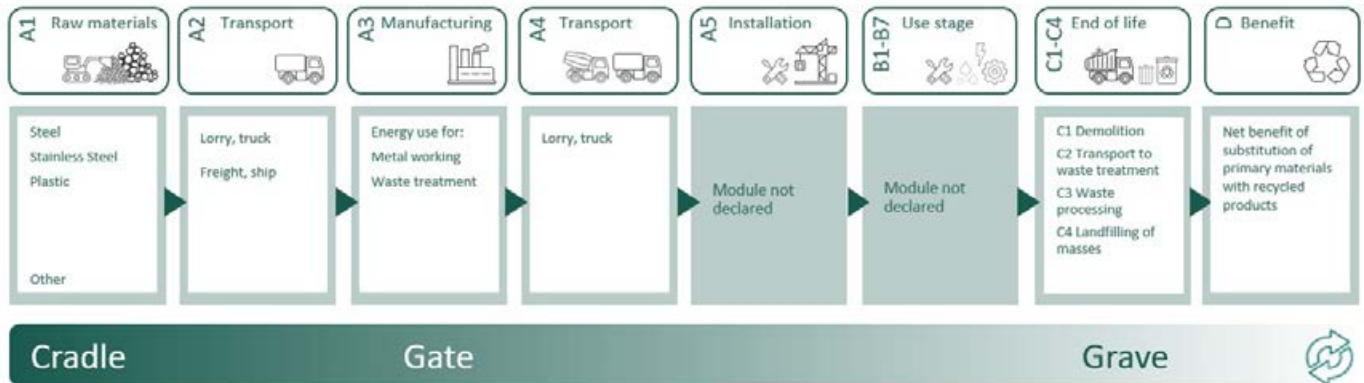 A1 Raw materials
A2 Transport
A3 Manufacturing
A4 Transport
A5 Installation
B1-B7 Use stage
C1-C4 End of life
D Benefit
Steel
Stainless Steel
Plastic
Other
Lorry, truck
Freight, ship
Energy use for:
Metal working
Waste treatment
Lorry, truck
Module not
declared
Module not
declared
C1 Demolition
C2 Transport to
waste treatment
C3 Waste
processing
C4 Landfilling of
masses
Net benefit of
substitution of
primary materials
with recycled
products
Cradle
Gate
Grave